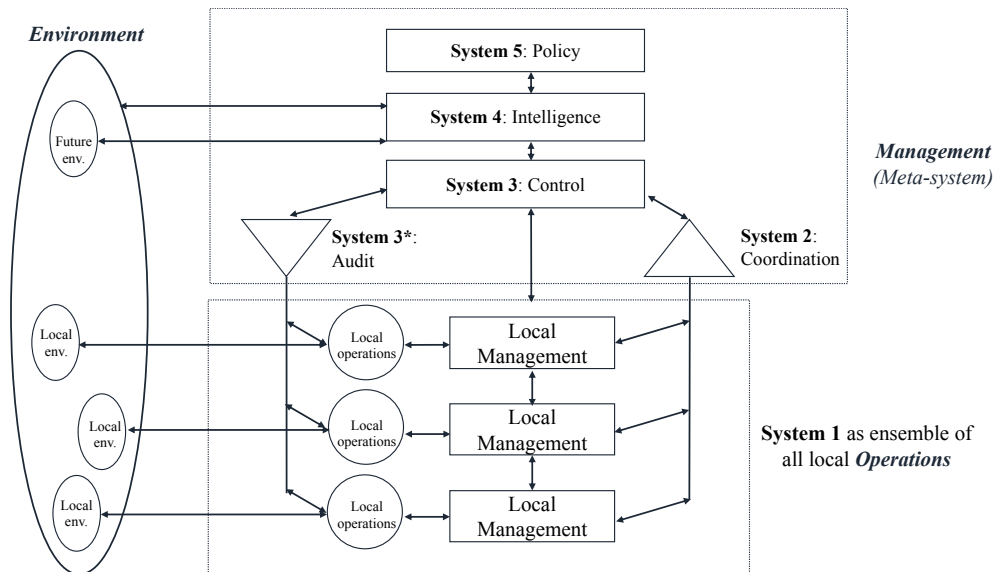 Environment
System 5: Policy
System 4: Intelligence
Future
env.
Management
(Meta-system)
System 3: Control
System 3*:
Audit
System 2:
Coordination
Local
env.
Local
operations
Local
Management
Local
env.
Local
operations
Local
Management
System 1 as ensemble of
all local Operations
Local
env.
Local
operations
Local
Management